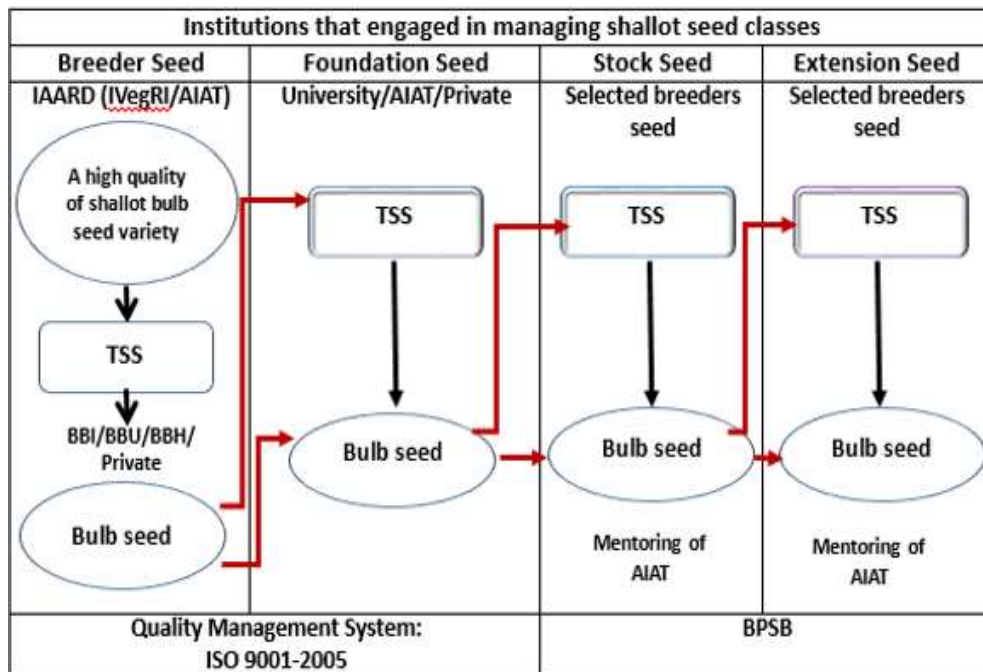 Institutions that engaged in managing shallot seed classes
Breeder Seed
Foundation Seed
Stock Seed
Extension Seed
IAARD (IVegRI/AIAT)
University/AIAT/Private
Selected breeders
seed
Selected breeders
seed
A high quality
of shallot bulb
seed variety
TSS
BBI/BBU/BBH/
Private
Bulb seed
TSS
Bulb seed
TSS
Bulb seed
Mentoring of
AIAT
TSS
Bulb seed
Mentoring of
AIAT
Quality Management System:
ISO 9001-2005
BPSB